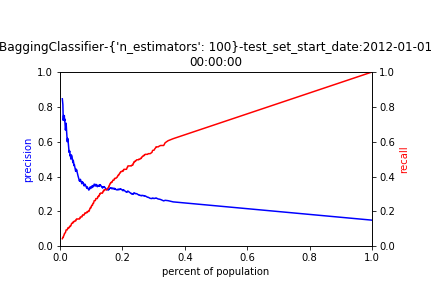 BaggingClassifier-{'n_estimators': 100}-test_set_start_date:2012-01-01
00:00:00
1.0 1.0
0.8 0.8
0.6 0.6
0.4 0.4
0.2 0.2
0.0 0.0
precision
recall
0.0 0.2 0.4 0.6 0.8 1.0
percent of population